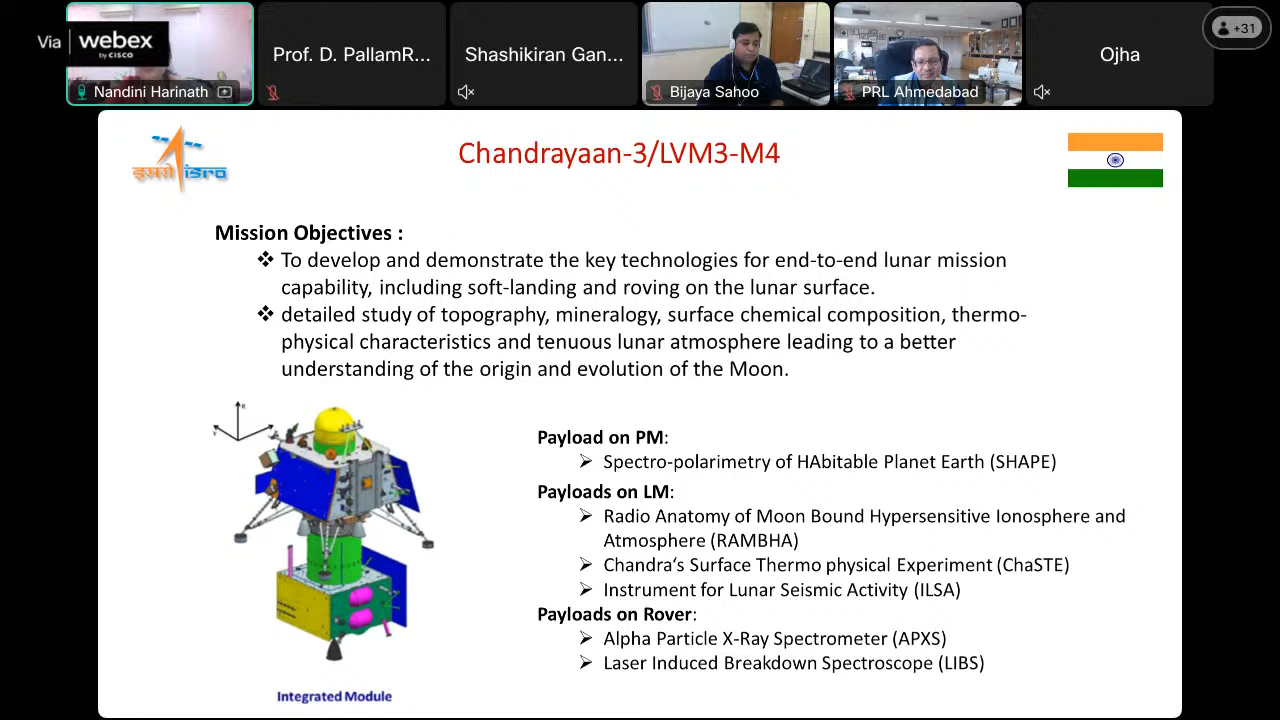 Via webex
by CISCO
Nandini Harinath
Prof. D. PallamR...
Shashikiran Gan...
Bijaya Sahoo
PRL Ahmedabad
Ojha
+31
इसरो isro
Chandrayaan-3/LVM3-M4
Mission Objectives :
❖ To develop and demonstrate the key technologies for end-to-end lunar mission
capability, including soft-landing and roving on the lunar surface.
❖ detailed study of topography, mineralogy, surface chemical composition, thermo-
physical characteristics and tenuous lunar atmosphere leading to a better
understanding of the origin and evolution of the Moon.
R
Y
Payload on PM:
➢ Spectro-polarimetry of HAbitable Planet Earth (SHAPE)
Payloads on LM:
➢ Radio Anatomy of Moon Bound Hypersensitive Ionosphere and
Atmosphere (RAMBHA)
➢ Chandra‘s Surface Thermo physical Experiment (ChaSTE)
➢ Instrument for Lunar Seismic Activity (ILSA)
Payloads on Rover:
➢ Alpha Particle X-Ray Spectrometer (APXS)
➢ Laser Induced Breakdown Spectroscope (LIBS)
Integrated Module